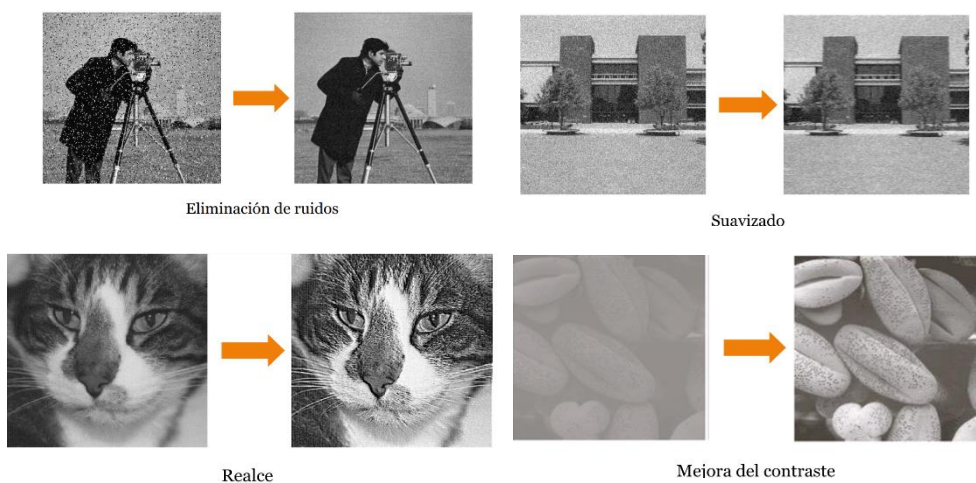 Eliminación de ruidos
Suavizado
Realce
Mejora del contraste